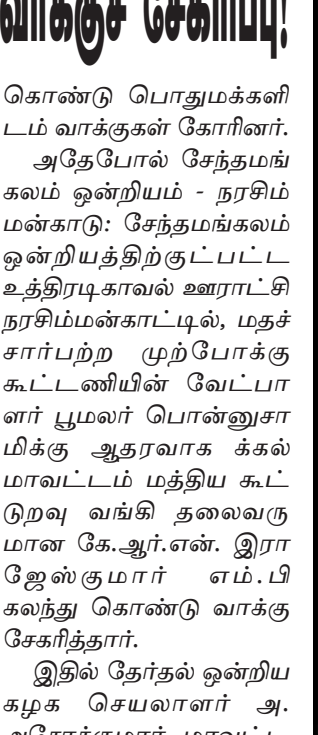 வாக்குச் சேகரிப்பு!
கொண்டு பொதுமக்களி
டம் வாக்குகள் கோரினர்.
அதேபோல் சேந்தமங்
கலம் ஒன்றியம் - நரசிம்
மன்காடு: சேந்தமங்கலம்
ஒன்றியத்திற்குட்பட்ட
உத்திரடிகாவல் ஊராட்சி
நரசிம்மன்காட்டில், மதச்
சார்பற்ற முற்போக்கு
கூட்டணியின் வேட்பா
ளர் பூமலர் பொன்னுசா
மிக்கு ஆதரவாக க்கல்
மாவட்டம் மத்திய கூட்
டுறவு வங்கி தலைவரு
மான கே.ஆர்.என். இரா
ஜேஸ்குமார் எம்.பி
கலந்து கொண்டு வாக்கு
சேகரித்தார்.
இதில் தேர்தல் ஒன்றிய
கழக செயலாளர் அ.